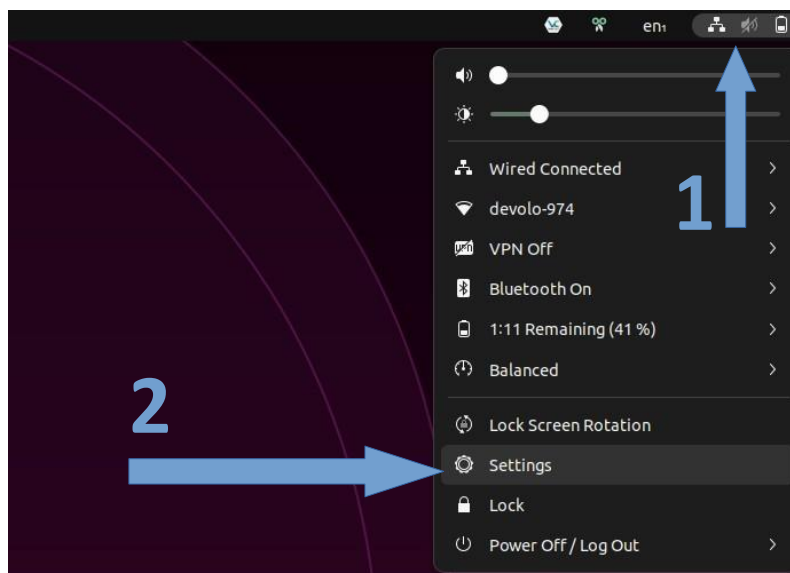 en₁
Wired Connected
1
devolo-974
VPN VPN Off
Bluetooth On
1:11 Remaining (41 %)
Balanced
2
Lock Screen Rotation
Settings
Lock
Power Off / Log Out